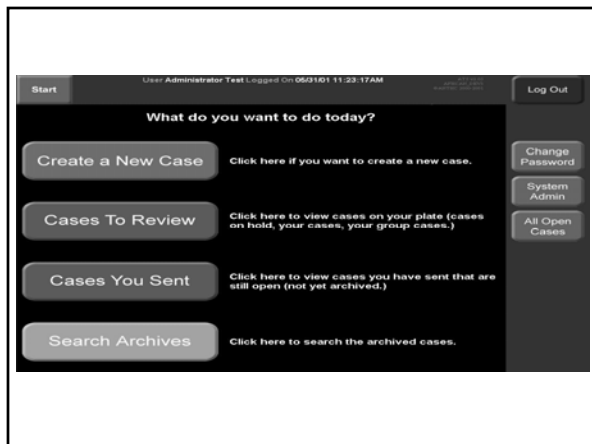 Start
User Administrator Test Logged On 05/31/01 11:23:17AM
Log Out
What do you want to do today?
Create a New Case
Click here if you want to create a new case.
Change
Password
System
Admin
Cases To Review
Click here to view cases on your plate (cases
on hold, your cases, your group cases.)
All Open
Cases
Cases You Sent
Click here to view cases you have sent that are
still open (not yet archived.)
Search Archives
Click here to search the archived cases.